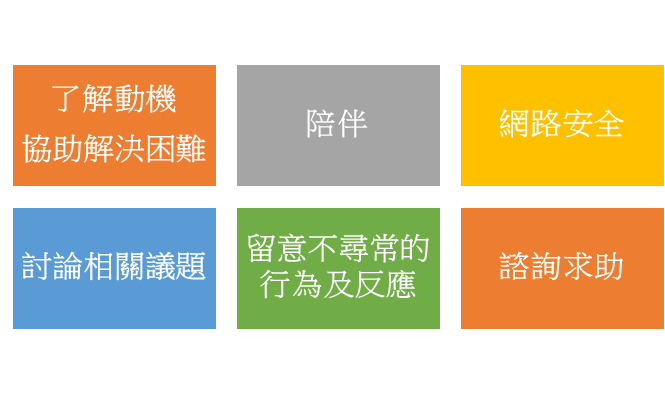 了解動機
協助解決困難
陪伴
網路安全
討論相關議題
留意不尋常的
行為及反應
諮詢求助